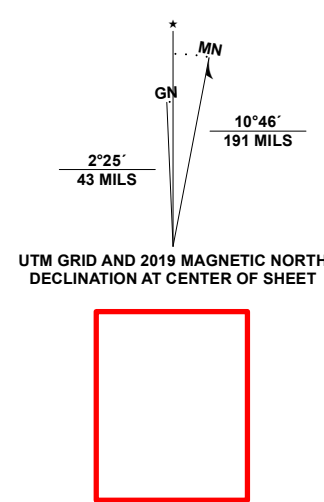 ★
MN
GN
10°46´
191 MILS
2°25´
43 MILS
UTM GRID AND 2019 MAGNETIC NORTH
DECLINATION AT CENTER OF SHEET